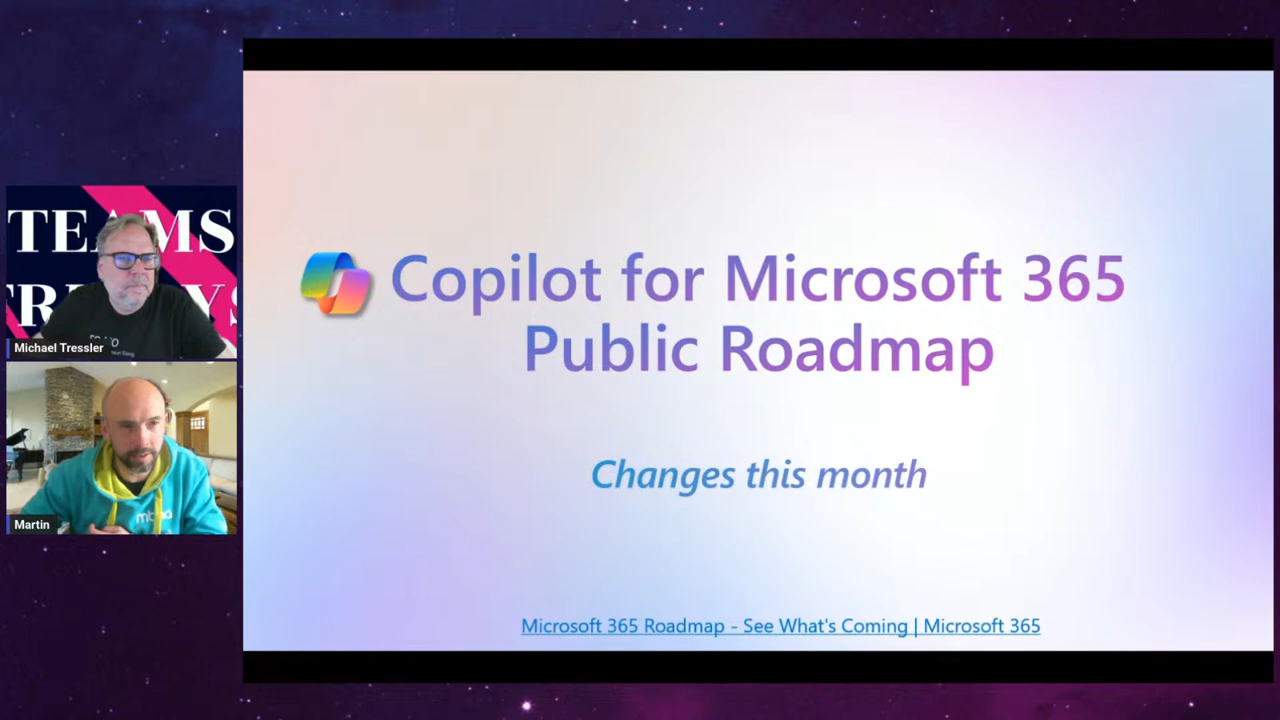 TEAMS
Michael Tressler
Martin
Copilot for Microsoft 365
Public Roadmap
Changes this month
Microsoft 365 Roadmap - See What's Coming | Microsoft 365